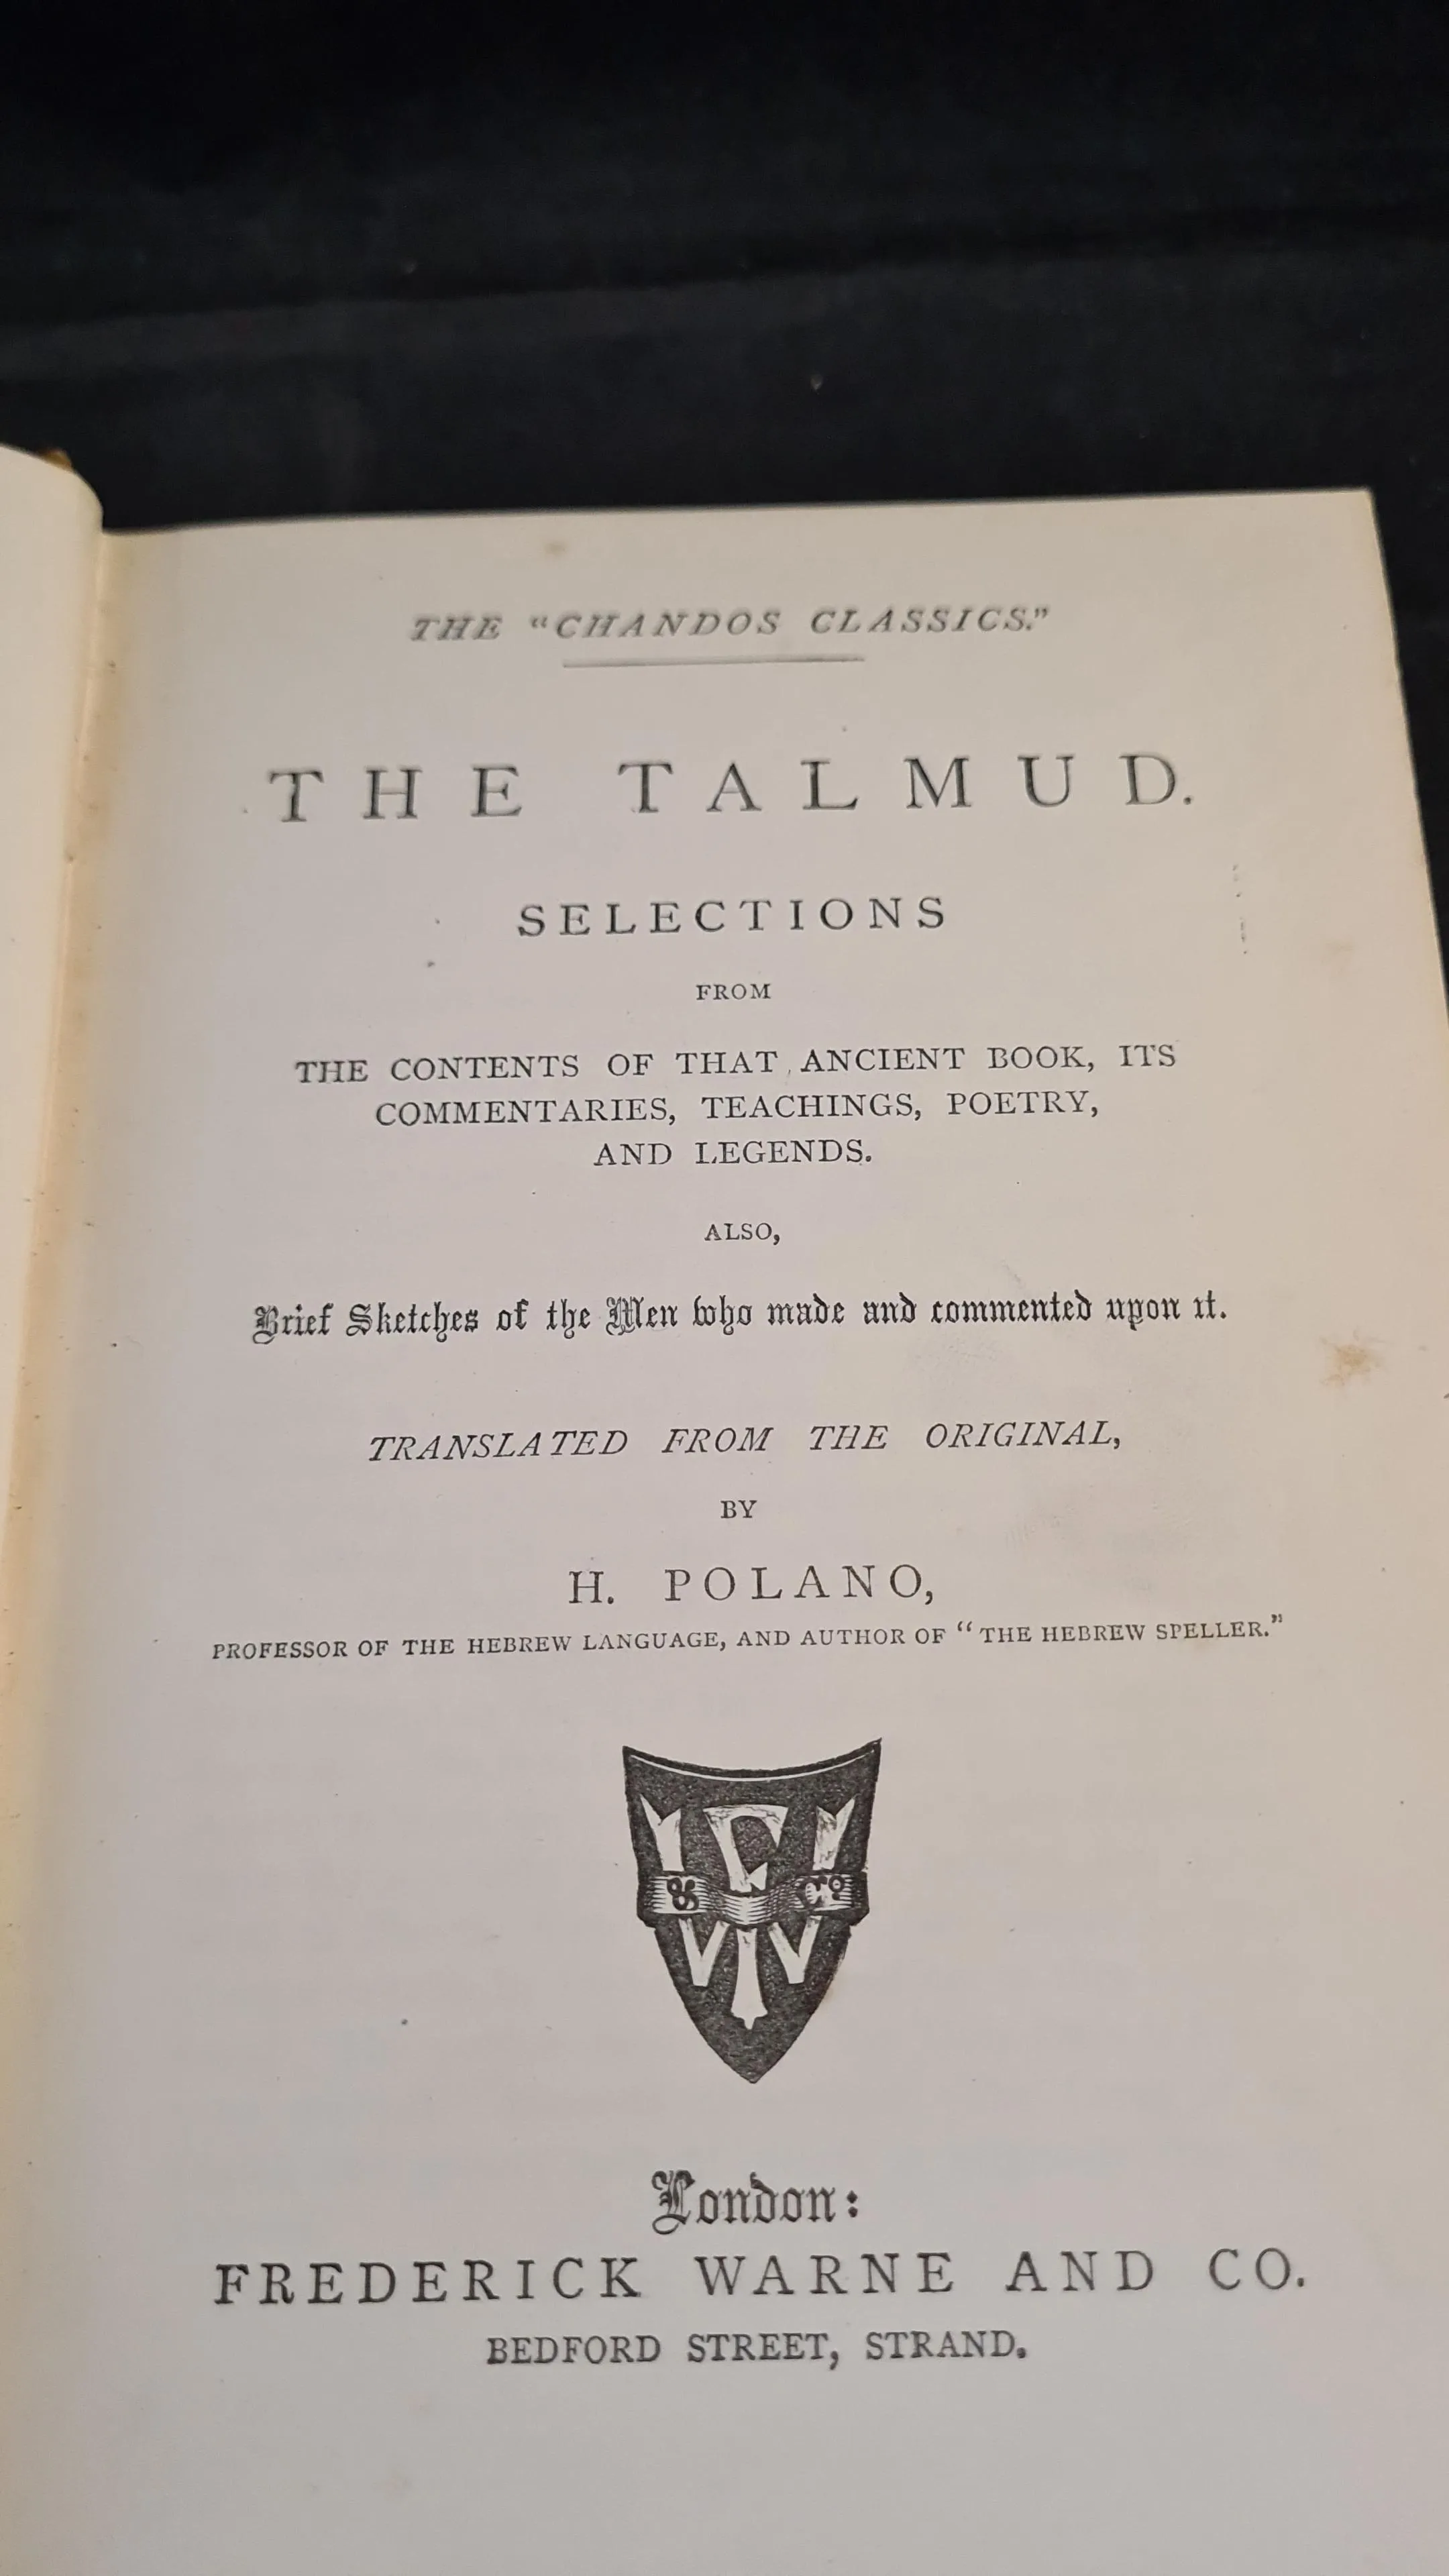 THE "CHANDOS CLASSICS."
THE TALMUD.
SELECTIONS
FROM
THE CONTENTS OF THAT ANCIENT BOOK, ITS
COMMENTARIES, TEACHINGS, POETRY,
AND LEGENDS.
ALSO,
Brief Sketches of the Men who made and commented upon it.
TRANSLATED FROM THE ORIGINAL,
BY
H. POLANO,
PROFESSOR OF THE HEBREW LANGUAGE, AND AUTHOR OF "THE HEBREW SPELLER."
F W
& Co
London:
FREDERICK WARNE AND CO.
BEDFORD STREET, STRAND.